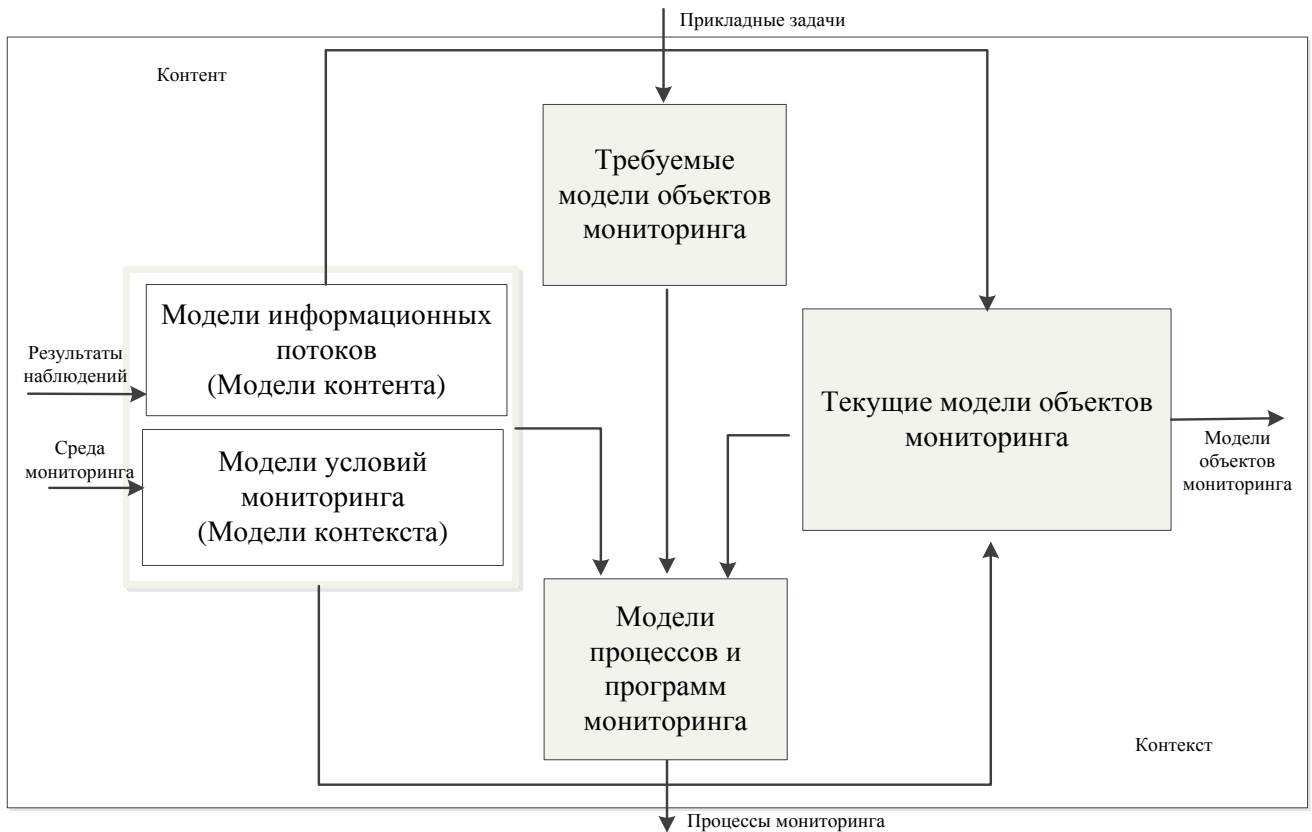 Прикладные задачи
Контент
Требуемые
модели объектов
мониторинга
Модели информационных
потоков
(Модели контента)
Результаты
наблюдений
Среда
мониторинга
Модели условий
мониторинга
(Модели контекста)
Текущие модели объектов
мониторинга
Модели
объектов
мониторинга
Модели
процессов и
программ
мониторинга
Контекст
Процессы мониторинга